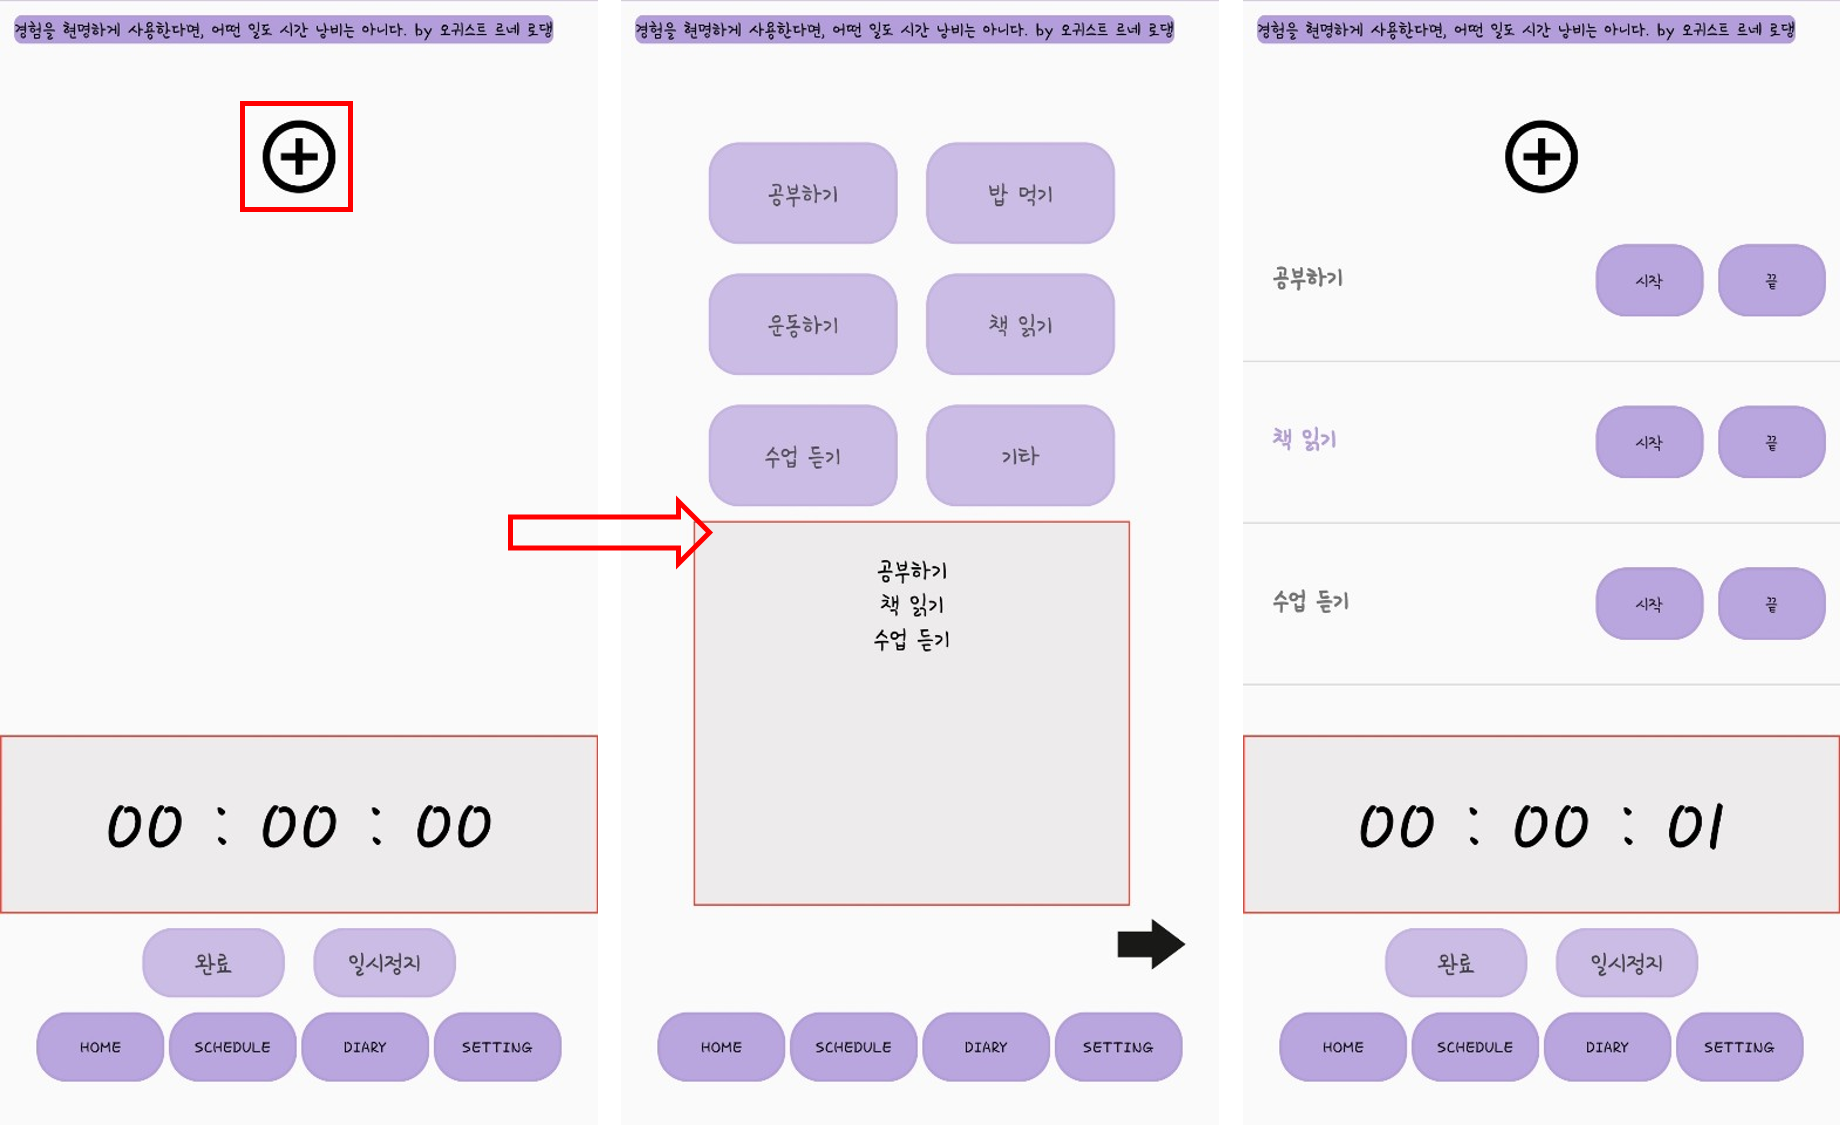 경험을 현명하게 사용한다면, 어떤 일도 시간 낭비는 아니다. by 오귀스트 르네 로댕
00 : 00 : 00
완료 일시정지
HOME SCHEDULE DIARY SETTING
경험을 현명하게 사용한다면, 어떤 일도 시간 낭비는 아니다. by 오귀스트 르네 로댕
공부하기 밥 먹기
운동하기 책 읽기
수업 듣기 기타
공부하기
책 읽기
수업 듣기
HOME SCHEDULE DIARY SETTING
경험을 현명하게 사용한다면, 어떤 일도 시간 낭비는 아니다. by 오귀스트 르네 로댕
공부하기 시작 끝
책 읽기 시작 끝
수업 듣기 시작 끝
00 : 00 : 01
완료 일시정지
HOME SCHEDULE DIARY SETTING